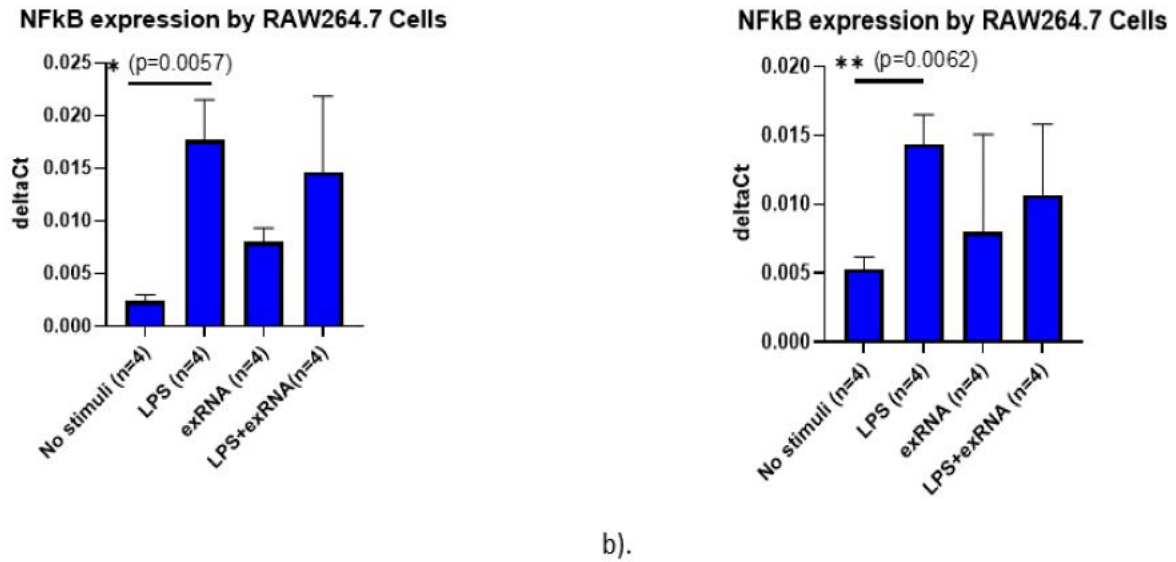 NFkB expression by RAW264.7 Cells
* (p=0.0057)
0.025
0.020
0.015
0.010
0.005
0.000
deltaCt
No stimuli (n=4)
LPS (n=4)
exRNA (n=4)
LPS+exRNA(n=4)
NFkB expression by RAW264.7 Cells
** (p=0.0062)
0.020
0.015
0.010
0.005
0.000
deltaCt
No stimuli (n=4)
LPS (n=4)
exRNA (n=4)
LPS+exRNA (n=4)
b).